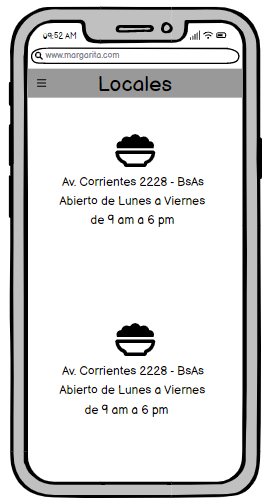 09:52 AM
www.margarita.com
Locales
Av. Corrientes 2228 - BsAs
Abierto de Lunes a Viernes
de 9 am a 6 pm
Av. Corrientes 2228 - BsAs
Abierto de Lunes a Viernes
de 9 am a 6 pm